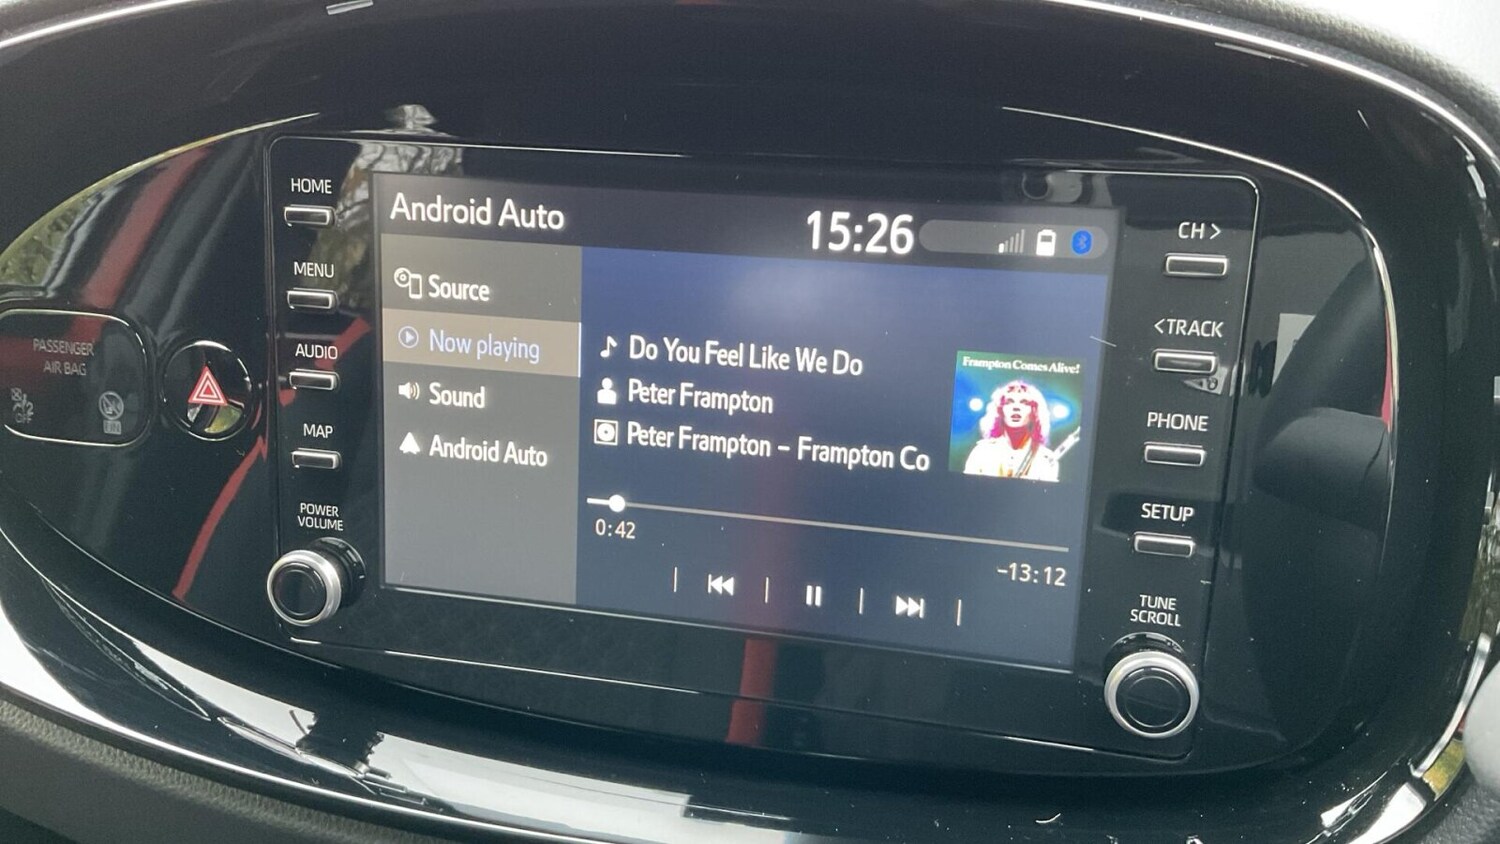 HOME
MENU
AUDIO
MAP
POWER
VOLUME
PASSENGER
AIR BAG
OFF
Android Auto
15:26
Source
Now playing
Sound
Android Auto
Do You Feel Like We Do
Peter Frampton
Peter Frampton – Frampton Co
Frampton Comes Alive!
0:42
-13:12
CH >
<TRACK
PHONE
SETUP
TUNE
SCROLL